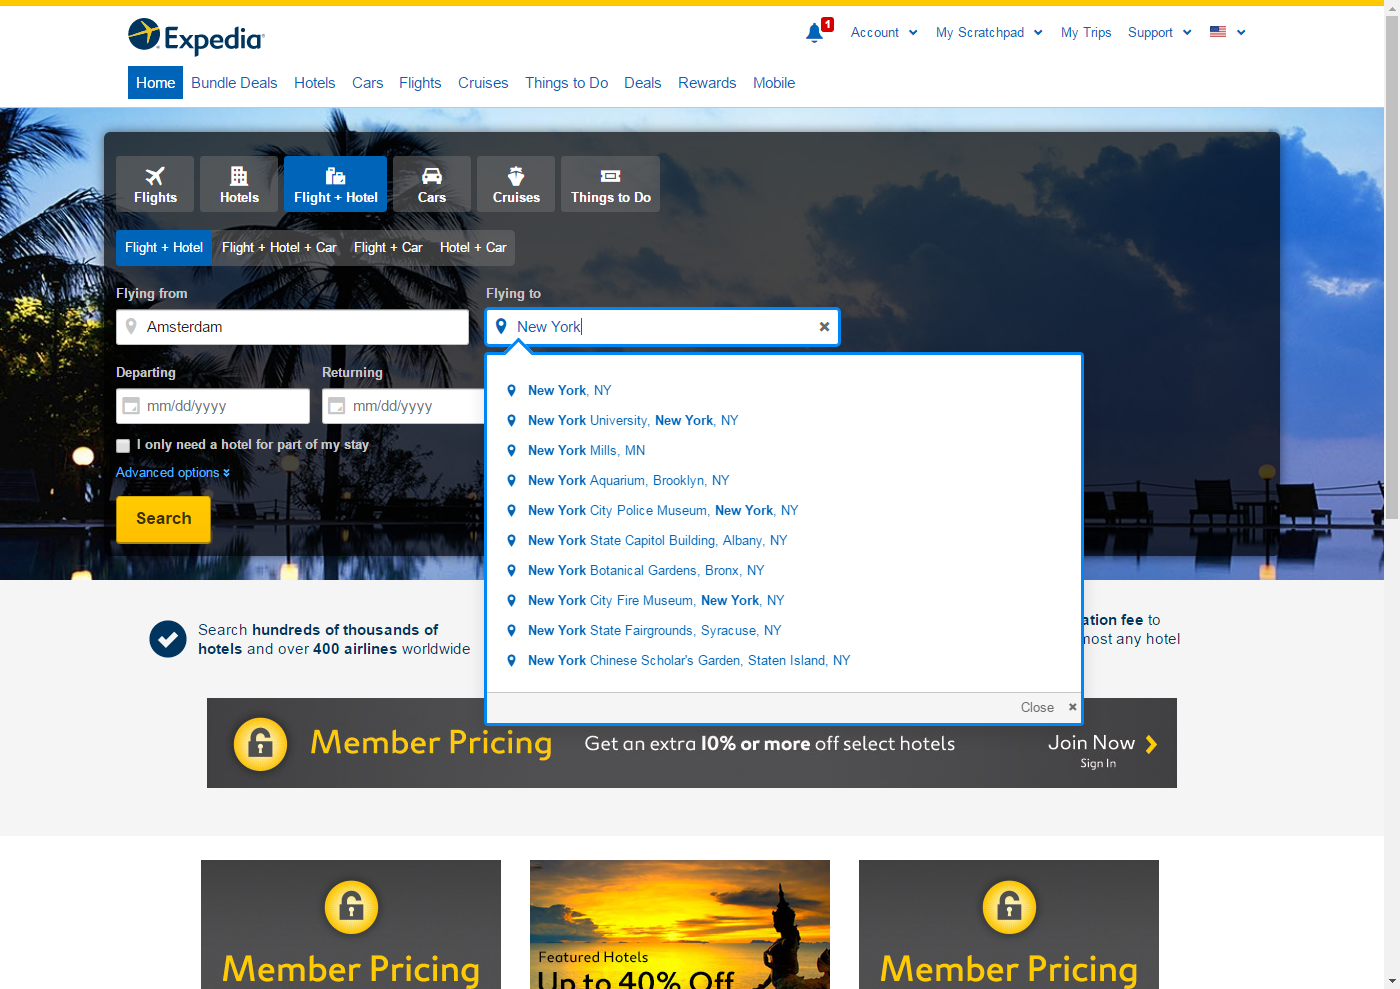 Expedia
1
Account
My Scratchpad
My Trips
Support
Home
Bundle Deals
Hotels
Cars
Flights
Cruises
Things to Do
Deals
Rewards
Mobile
Flights
Hotels
Flight + Hotel
Cars
Cruises
Things to Do
Flight + Hotel
Flight + Hotel + Car
Flight + Car
Hotel + Car
Flying from
Flying to
Amsterdam
New York
Departing
Returning
mm/dd/yyyy
mm/dd/yyyy
I only need a hotel for part of my stay
Advanced options
Search
New York, NY
New York University, New York, NY
New York Mills, MN
New York Aquarium, Brooklyn, NY
New York City Police Museum, New York, NY
New York State Capitol Building, Albany, NY
New York Botanical Gardens, Bronx, NY
New York City Fire Museum, New York, NY
New York State Fairgrounds, Syracuse, NY
New York Chinese Scholar's Garden, Staten Island, NY
Close
Search hundreds of thousands of
hotels and over 400 airlines worldwide
fee to
most any hotel
Member Pricing
Get an extra 10% or more off select hotels
Join Now
Sign In
Member Pricing
Featured Hotels
Up to 40% Off
Member Pricing